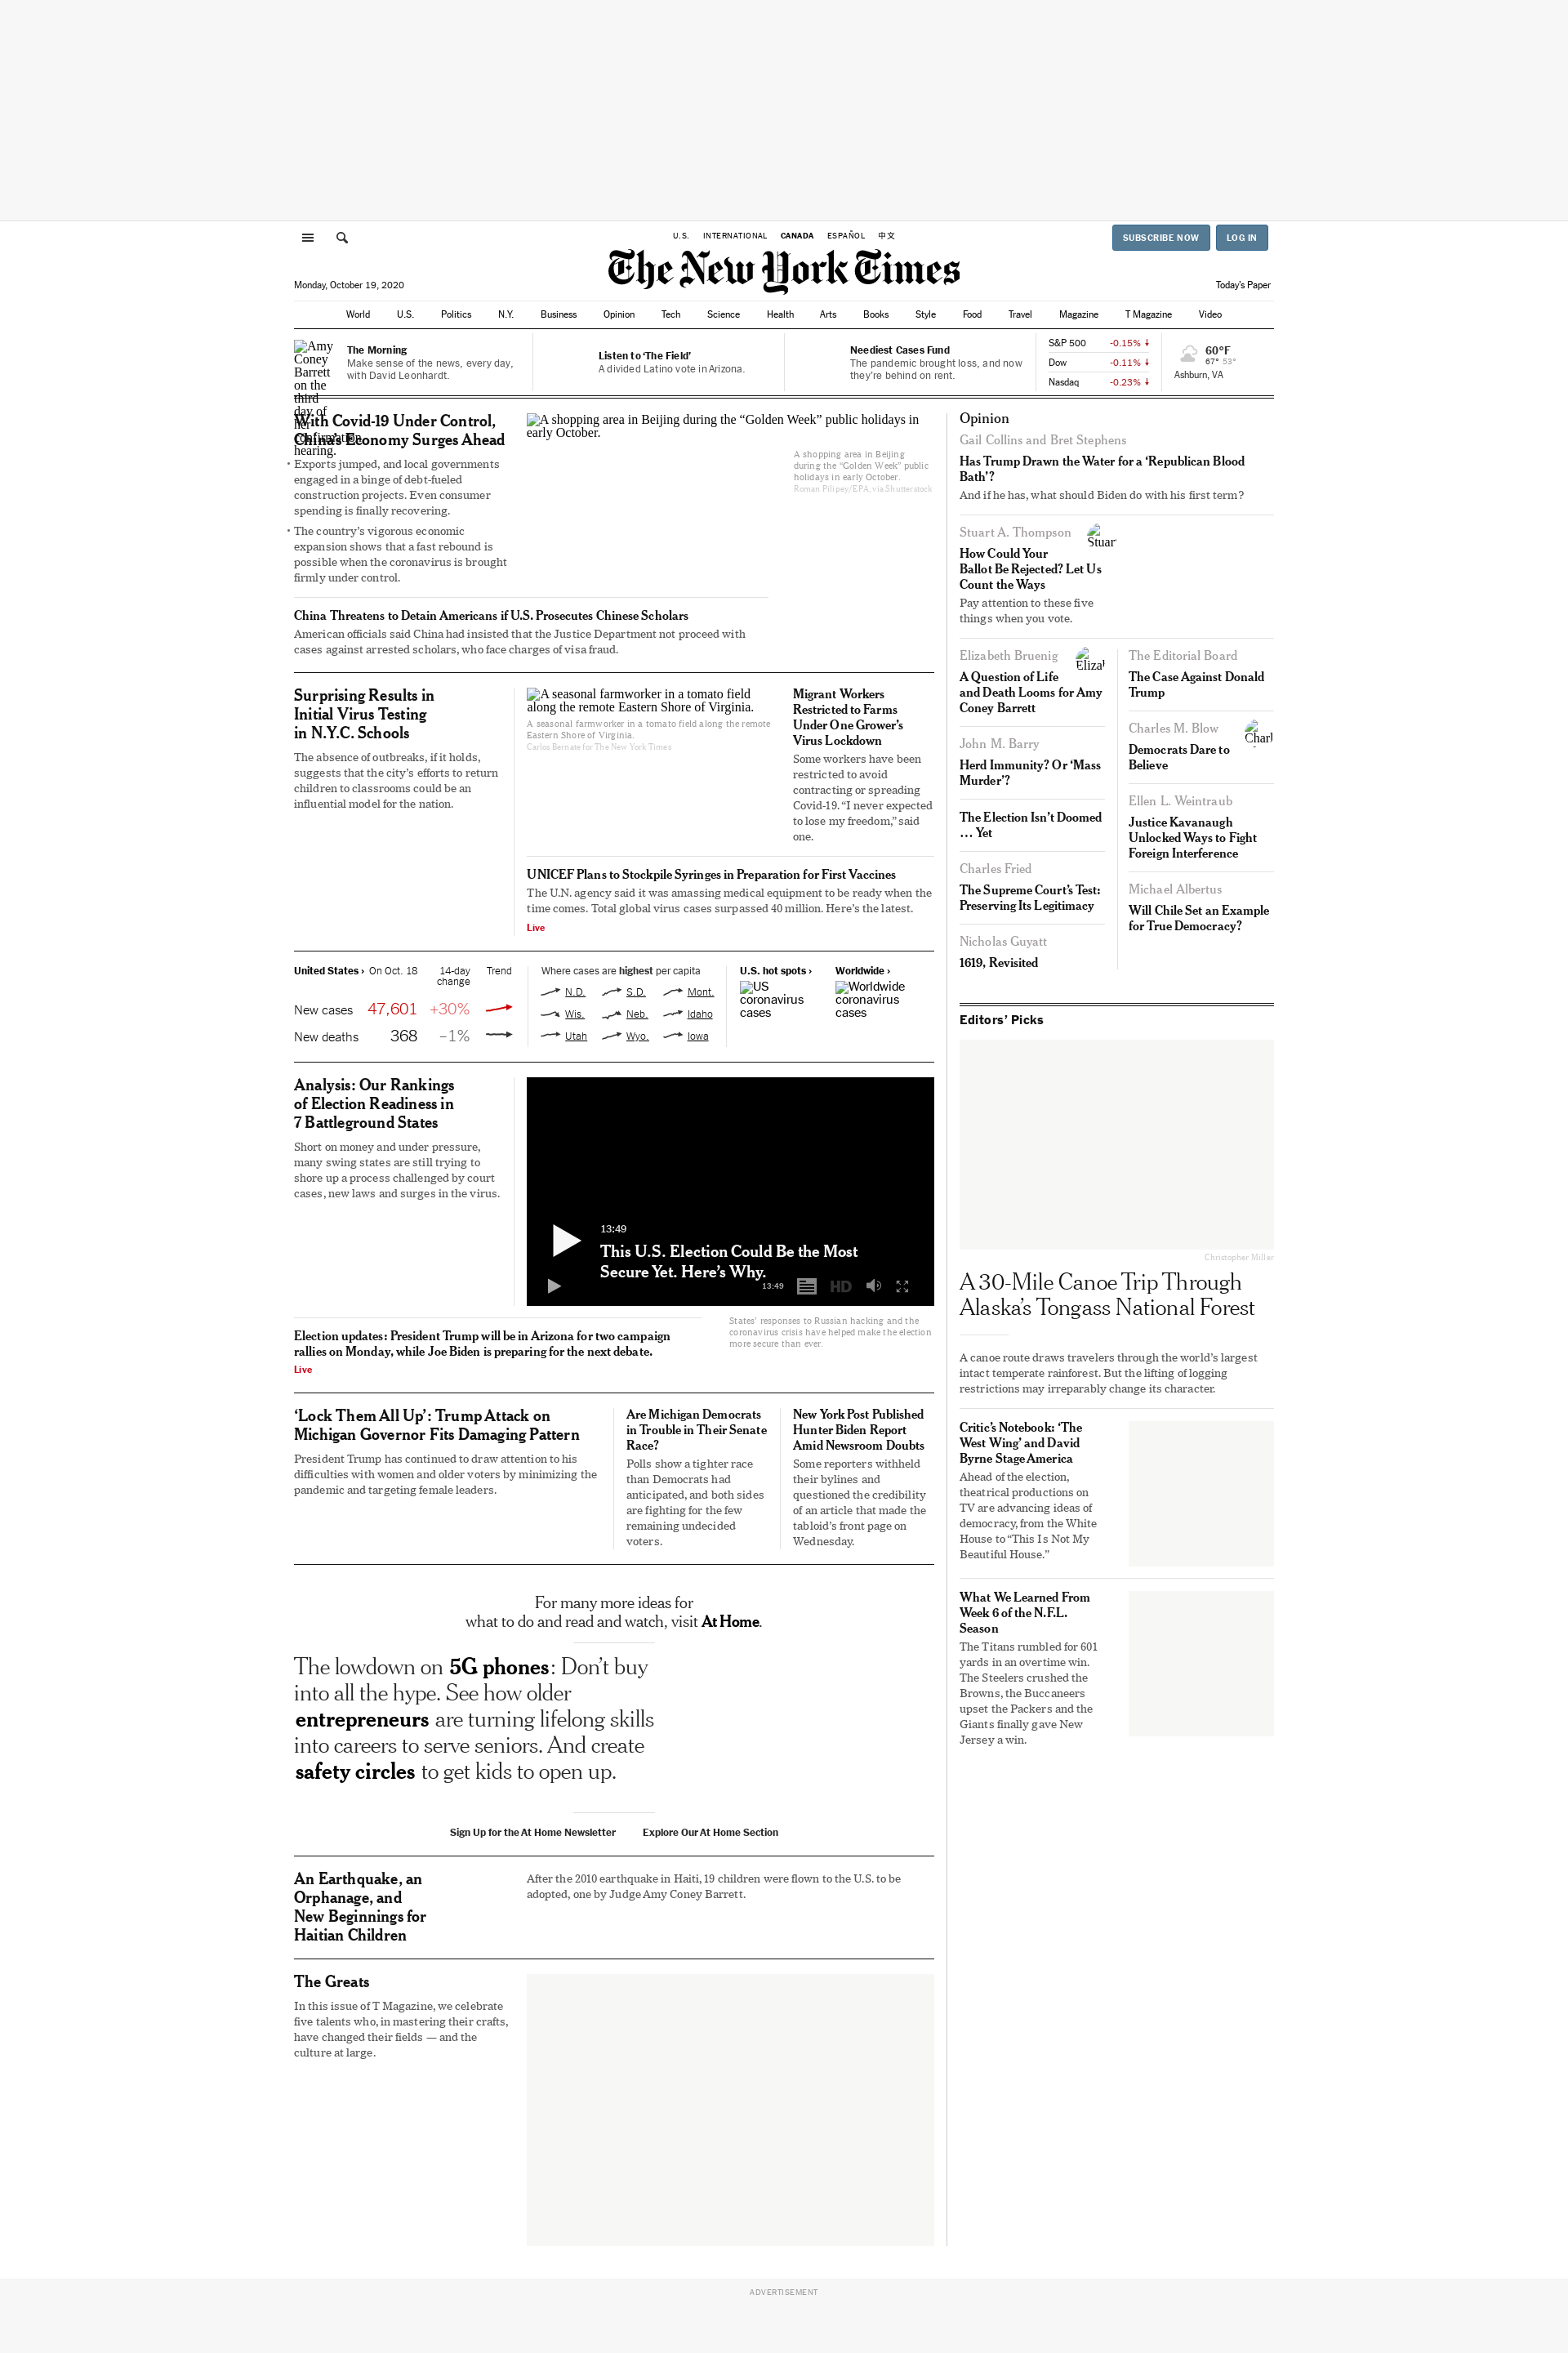 U.S. INTERNATIONAL CANADA ESPAÑOL 中文
SUBSCRIBE NOW LOG IN
The New York Times
Monday, October 19, 2020
Today's Paper
World U.S. Politics N.Y. Business Opinion Tech Science Health Arts Books Style Food Travel Magazine T Magazine Video
Amy
Coney
Barrett
on the
third
day of
her
confirmation
hearing.
The Morning
Make sense of the news, every day,
with David Leonhardt.
Listen to ‘The Field’
A divided Latino vote in Arizona.
Neediest Cases Fund
The pandemic brought loss, and now
they’re behind on rent.
S&P 500 -0.15% ↓
Dow -0.11% ↓
Nasdaq -0.23% ↓
60°F
67° 53°
Ashburn, VA
With Covid-19 Under Control,
China’s Economy Surges Ahead
• Exports jumped, and local governments
engaged in a binge of debt-fueled
construction projects. Even consumer
spending is finally recovering.
• The country’s vigorous economic
expansion shows that a fast rebound is
possible when the coronavirus is brought
firmly under control.
A shopping area in Beijing during the “Golden Week” public holidays in
early October.
A shopping area in Beijing
during the “Golden Week” public
holidays in early October.
Roman Pilipey/EPA, via Shutterstock
China Threatens to Detain Americans if U.S. Prosecutes Chinese Scholars
American officials said China had insisted that the Justice Department not proceed with
cases against arrested scholars, who face charges of visa fraud.
Surprising Results in
Initial Virus Testing
in N.Y.C. Schools
The absence of outbreaks, if it holds,
suggests that the city’s efforts to return
children to classrooms could be an
influential model for the nation.
A seasonal farmworker in a tomato field
along the remote Eastern Shore of Virginia.
A seasonal farmworker in a tomato field along the remote
Eastern Shore of Virginia.
Carlos Bernate for The New York Times
Migrant Workers
Restricted to Farms
Under One Grower’s
Virus Lockdown
Some workers have been
restricted to avoid
contracting or spreading
Covid-19. “I never expected
to lose my freedom,” said
one.
UNICEF Plans to Stockpile Syringes in Preparation for First Vaccines
The U.N. agency said it was amassing medical equipment to be ready when the
time comes. Total global virus cases surpassed 40 million. Here’s the latest.
Live
United States › On Oct. 18 14-day Trend
change
New cases 47,601 +30%
New deaths 368 –1%
Where cases are highest per capita
N.D. S.D. Mont.
Wis. Neb. Idaho
Utah Wyo. Iowa
U.S. hot spots ›
US
coronavirus
cases
Worldwide ›
Worldwide
coronavirus
cases
Analysis: Our Rankings
of Election Readiness in
7 Battleground States
Short on money and under pressure,
many swing states are still trying to
shore up a process challenged by court
cases, new laws and surges in the virus.
13:49
This U.S. Election Could Be the Most
Secure Yet. Here’s Why.
13:49 HD
States’ responses to Russian hacking and the
coronavirus crisis have helped make the election
more secure than ever.
Election updates: President Trump will be in Arizona for two campaign
rallies on Monday, while Joe Biden is preparing for the next debate.
Live
‘Lock Them All Up’: Trump Attack on
Michigan Governor Fits Damaging Pattern
President Trump has continued to draw attention to his
difficulties with women and older voters by minimizing the
pandemic and targeting female leaders.
Are Michigan Democrats
in Trouble in Their Senate
Race?
Polls show a tighter race
than Democrats had
anticipated, and both sides
are fighting for the few
remaining undecided
voters.
New York Post Published
Hunter Biden Report
Amid Newsroom Doubts
Some reporters withheld
their bylines and
questioned the credibility
of an article that made the
tabloid’s front page on
Wednesday.
For many more ideas for
what to do and read and watch, visit At Home.
The lowdown on 5G phones: Don’t buy
into all the hype. See how older
entrepreneurs are turning lifelong skills
into careers to serve seniors. And create
safety circles to get kids to open up.
Sign Up for the At Home Newsletter Explore Our At Home Section
An Earthquake, an
Orphanage, and
New Beginnings for
Haitian Children
After the 2010 earthquake in Haiti, 19 children were flown to the U.S. to be
adopted, one by Judge Amy Coney Barrett.
The Greats
In this issue of T Magazine, we celebrate
five talents who, in mastering their crafts,
have changed their fields — and the
culture at large.
Opinion
Gail Collins and Bret Stephens
Has Trump Drawn the Water for a ‘Republican Blood
Bath’?
And if he has, what should Biden do with his first term?
Stuart A. Thompson
Stuart
How Could Your
Ballot Be Rejected? Let Us
Count the Ways
Pay attention to these five
things when you vote.
Elizabeth Bruenig
Elizab
A Question of Life
and Death Looms for Amy
Coney Barrett
John M. Barry
Herd Immunity? Or ‘Mass
Murder’?
The Election Isn’t Doomed
… Yet
Charles Fried
The Supreme Court’s Test:
Preserving Its Legitimacy
Nicholas Guyatt
1619, Revisited
The Editorial Board
The Case Against Donald
Trump
Charles M. Blow
Charl
Democrats Dare to
Believe
Ellen L. Weintraub
Justice Kavanaugh
Unlocked Ways to Fight
Foreign Interference
Michael Albertus
Will Chile Set an Example
for True Democracy?
Editors’ Picks
Christopher Miller
A 30-Mile Canoe Trip Through
Alaska’s Tongass National Forest
A canoe route draws travelers through the world’s largest
intact temperate rainforest. But the lifting of logging
restrictions may irreparably change its character.
Critic’s Notebook: ‘The
West Wing’ and David
Byrne Stage America
Ahead of the election,
theatrical productions on
TV are advancing ideas of
democracy, from the White
House to “This Is Not My
Beautiful House.”
What We Learned From
Week 6 of the N.F.L.
Season
The Titans rumbled for 601
yards in an overtime win.
The Steelers crushed the
Browns, the Buccaneers
upset the Packers and the
Giants finally gave New
Jersey a win.
ADVERTISEMENT